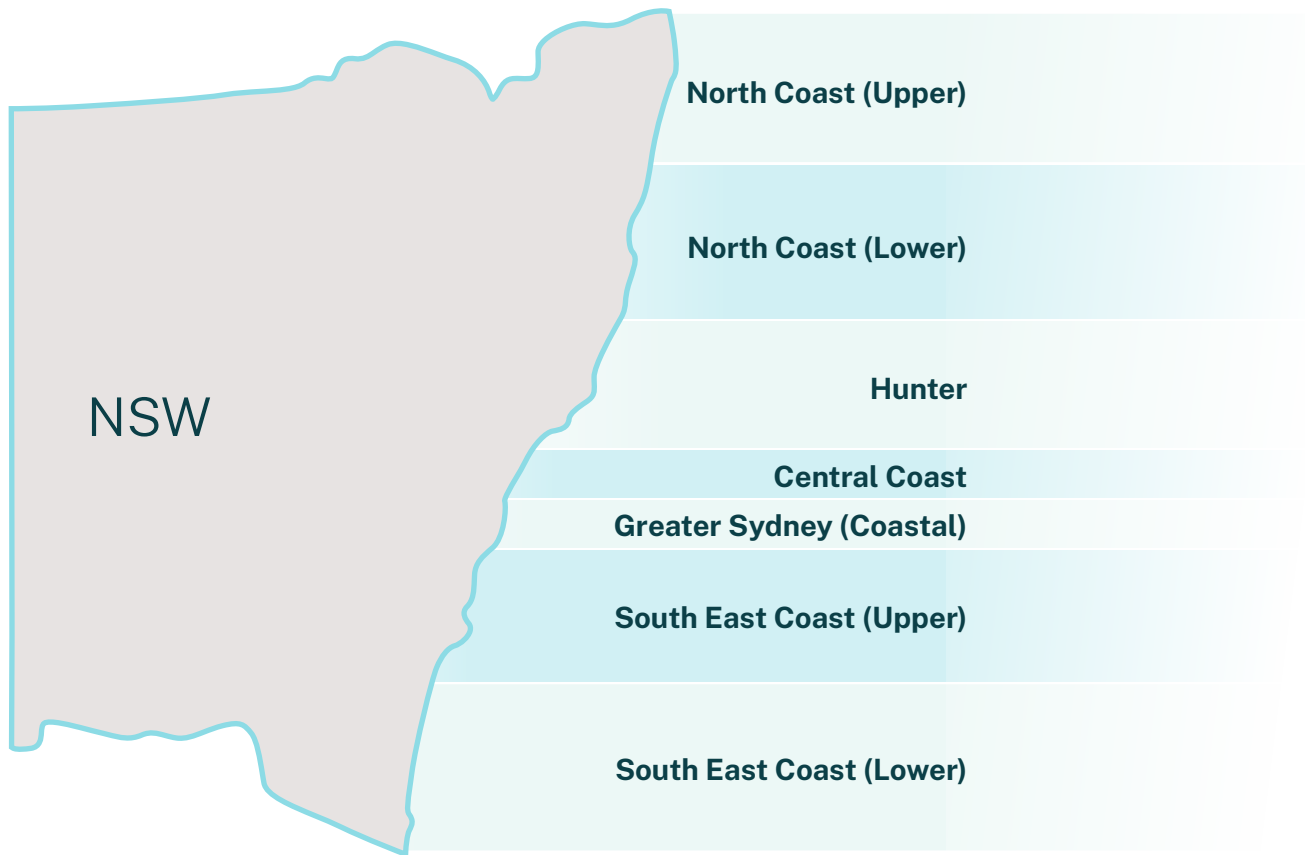 North Coast (Upper)
North Coast (Lower)
Hunter
NSW
Central Coast
Greater Sydney (Coastal)
South East Coast (Upper)
South East Coast (Lower)